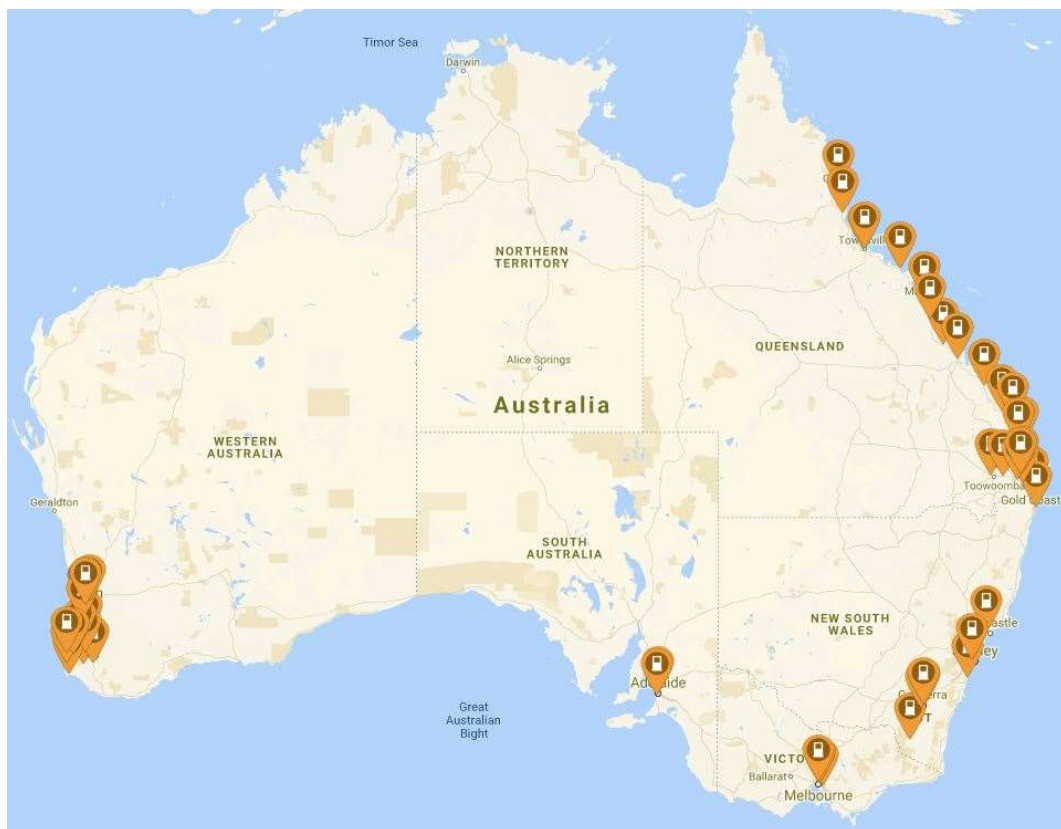 Timor Sea
Darwin
NORTHERN
TERRITORY
QUEENSLAND
Alice Springs
Australia
WESTERN
AUSTRALIA
Geraldton
Toowoomba
Gold Coast
SOUTH
AUSTRALIA
NEW SOUTH
WALES
Adelaide
Great
Australian
Bight
Ballarat
Melbourne